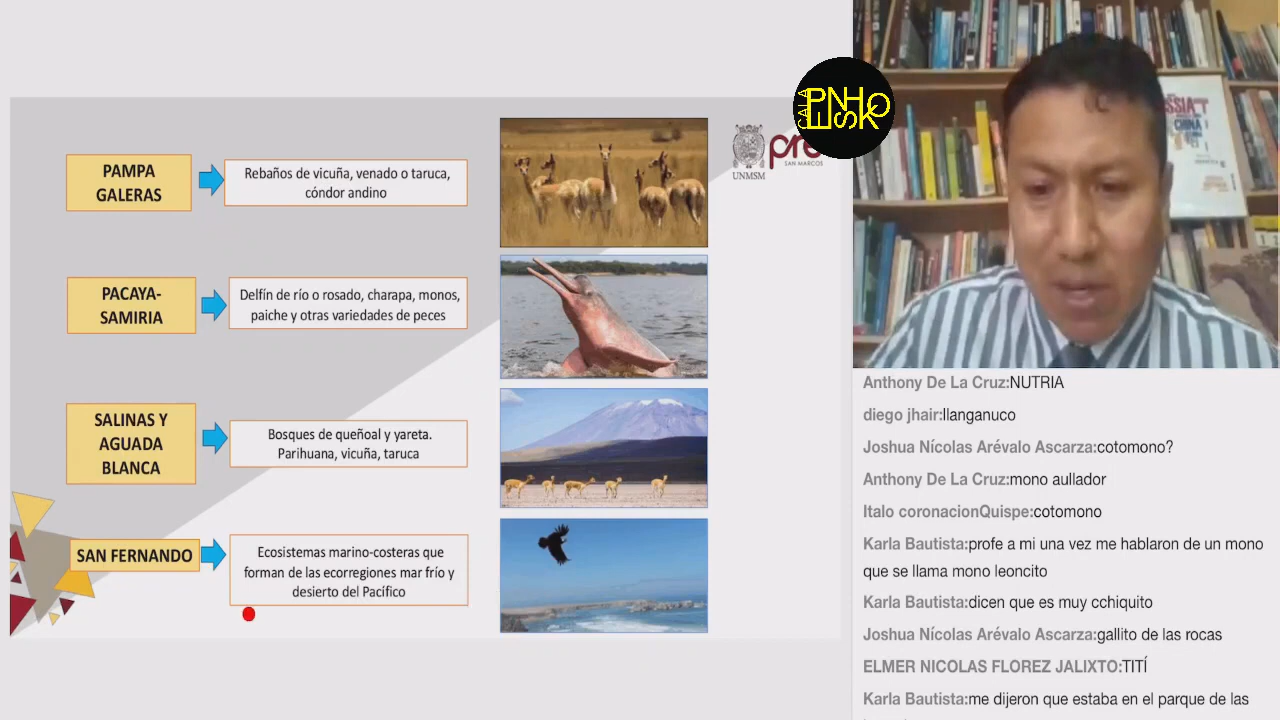 PAMPA
GALERAS
Rebaños de vicuña, venado o taruca,
cóndor andino
PACAYA-
SAMIRIA
Delfín de río o rosado, charapa, monos,
paiche y otras variedades de peces
SALINAS Y
AGUADA
BLANCA
Bosques de queñoal y yareta.
Parihuana, vicuña, taruca
SAN FERNANDO
Ecosistemas marino-costeras que
forman de las ecorregiones mar frío y
desierto del Pacífico
UNMSM
SAN MARCOS
CHINA
Anthony De La Cruz:NUTRIA
diego jhair:llanganuco
Joshua Nícolas Arévalo Ascarza:cotomono?
Anthony De La Cruz:mono aullador
Italo coronacionQuispe:cotomono
Karla Bautista:profe a mi una vez me hablaron de un mono
que se llama mono leoncito
Karla Bautista:dicen que es muy cchiquito
Joshua Nícolas Arévalo Ascarza:gallito de las rocas
ELMER NICOLAS FLOREZ JALIXTO:TITÍ
Karla Bautista:me dijeron que estaba en el parque de las